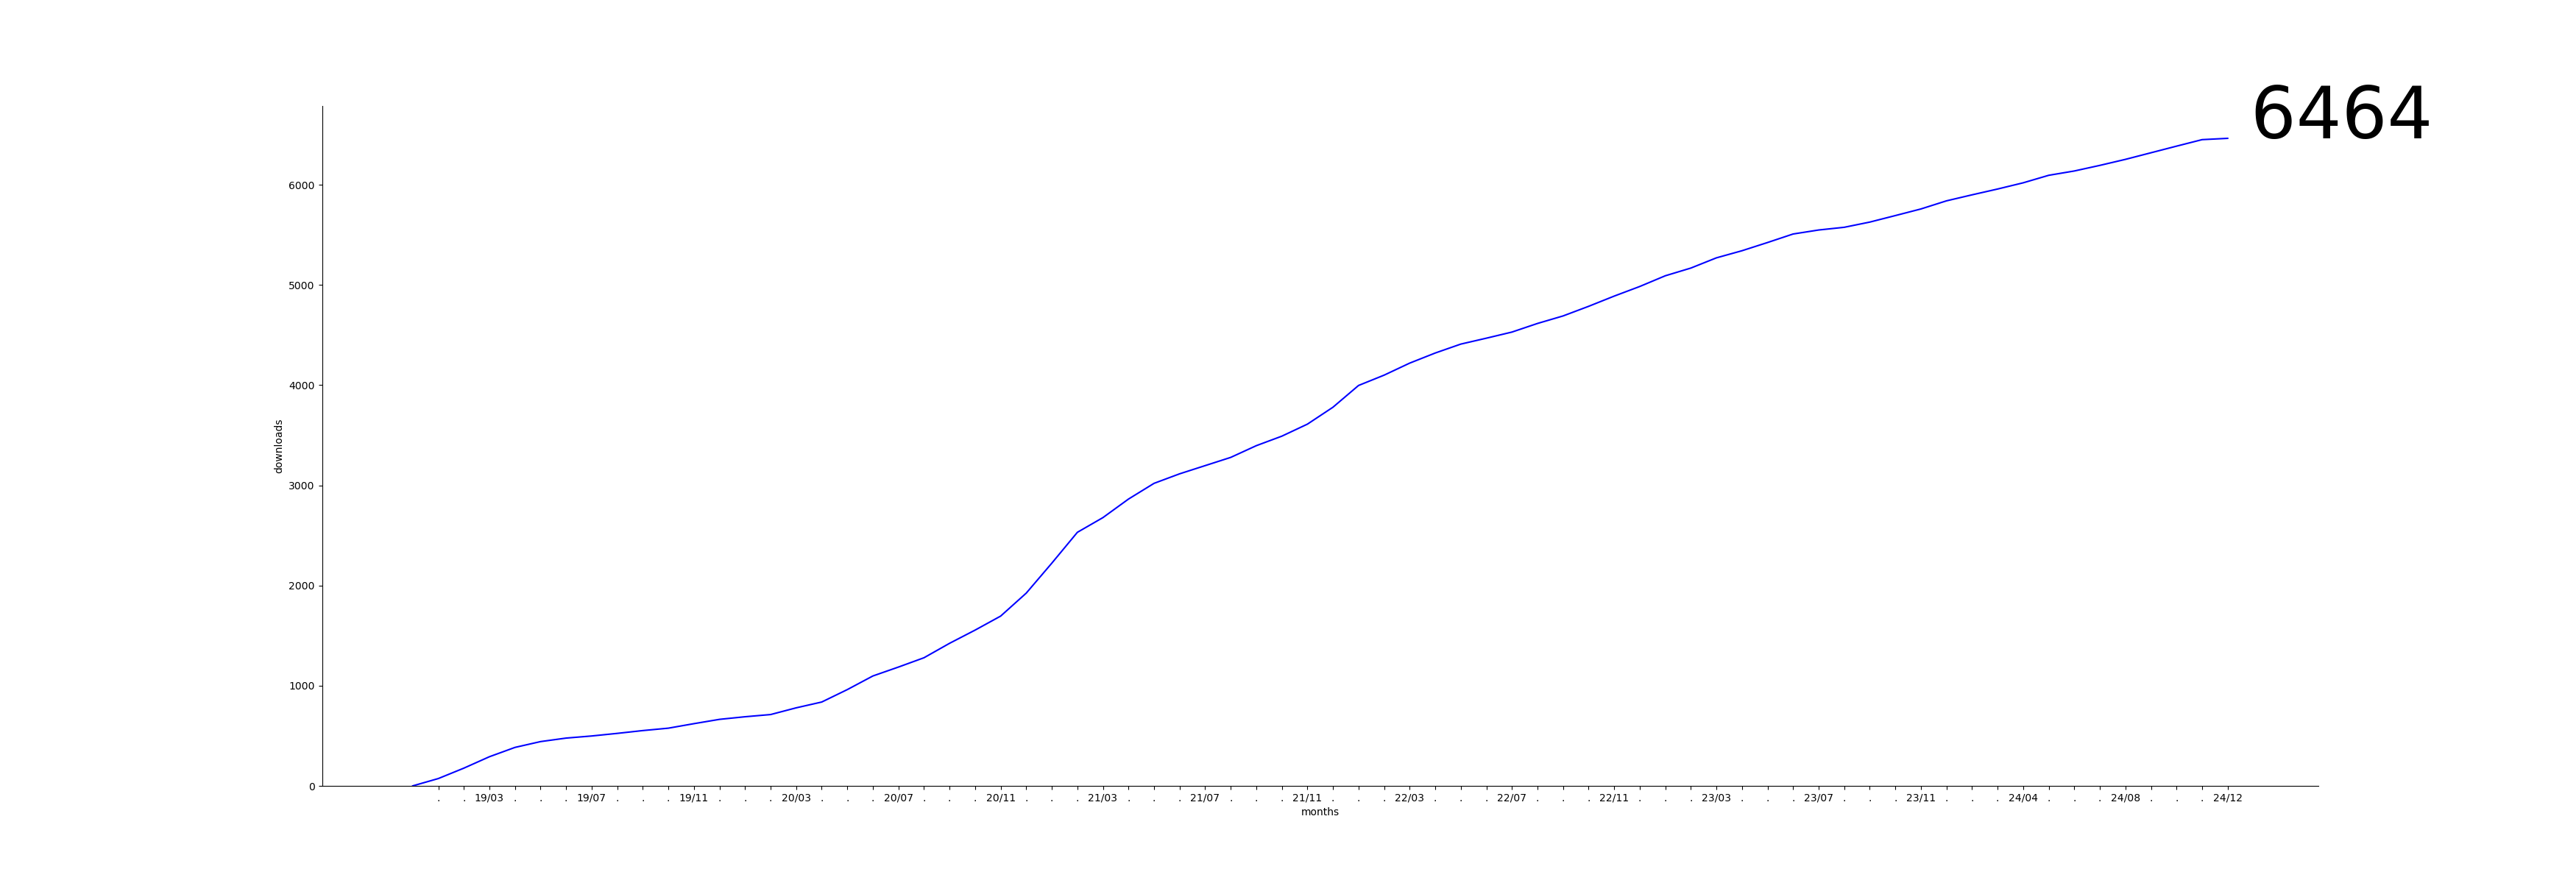 6464
6000
5000
4000
downloads
3000
2000
1000
0
. . 19/03 . . . 19/07 . . . 19/11 . . . 20/03 . . . 20/07 . . . 20/11 . . . 21/03 . . . 21/07 . . . 21/11 . . . 22/03 . . . 22/07 . . . 22/11 . . . 23/03 . . . 23/07 . . . 23/11 . . . 24/04 . . . 24/08 . . . 24/12
months